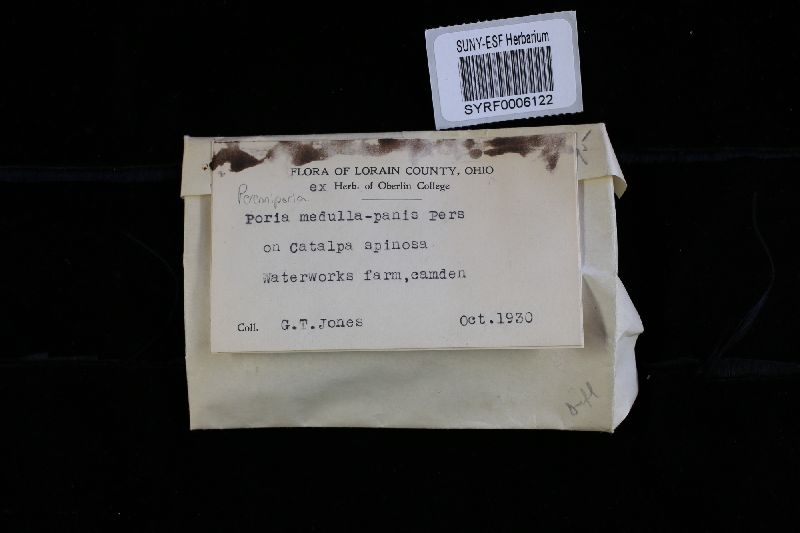 SUNY-ESF Herbarium
SYRF0006122
FLORA OF LORAIN COUNTY, OHIO
ex Herb. of Oberlin College
Perenniporia
Poria medulla-panis Pers
on Catalpa spinosa
Waterworks farm,camden
Coll. G.T.Jones Oct.1930